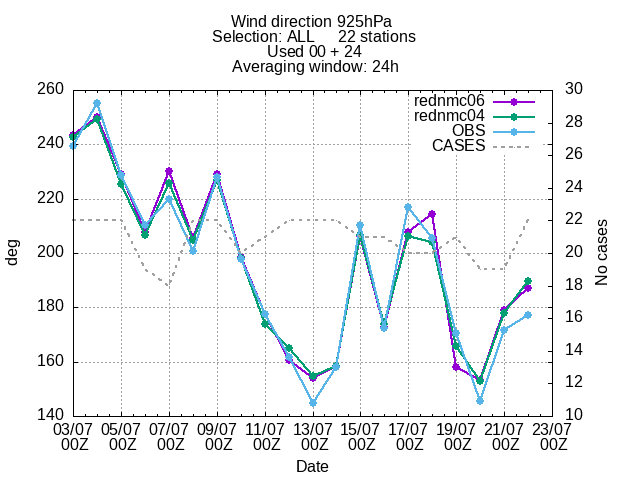 Wind direction 925hPa
Selection: ALL 22 stations
Used 00 + 24
Averaging window: 24h
260 30
rednmc06
rednmc04
OBS
CASES
28
240 26
24
220 22
deg 200 20 No cases
18
180 16
14
160 12
140 10
03/07 05/07 07/07 09/07 11/07 13/07 15/07 17/07 19/07 21/07 23/07
00Z 00Z 00Z 00Z 00Z 00Z 00Z 00Z 00Z 00Z 00Z
Date